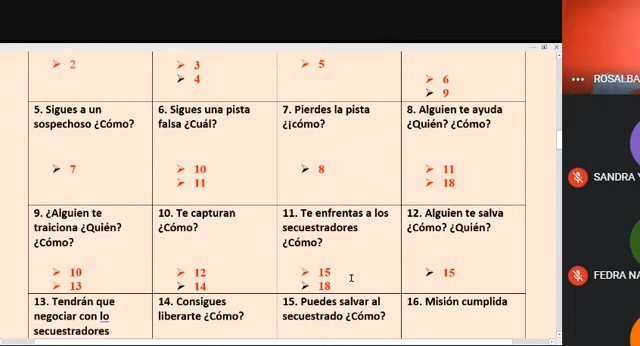 ➢ 2
➢ 3
➢ 4
➢ 5
➢ 6
➢ 9
5. Sigues a un
sospechoso ¿Cómo?
➢ 7
6. Sigues una pista
falsa ¿Cuál?
➢ 10
➢ 11
7. Pierdes la pista
¿¡cómo?
➢ 8
8. Alguien te ayuda
¿Quién? ¿Cómo?
➢ 11
➢ 18
9. ¿Alguien te
traiciona ¿Quién?
¿Cómo?
➢ 10
➢ 13
10. Te capturan
¿Cómo?
➢ 12
➢ 14
11. Te enfrentas a los
secuestradores
¿Cómo?
➢ 15
➢ 18
12. Alguien te salva
¿Cómo? ¿Quién?
➢ 15
13. Tendrán que
negociar con lo
secuestradores
14. Consigues
liberarte ¿Cómo?
15. Puedes salvar al
secuestrado ¿Cómo?
16. Misión cumplida
ROSALBA
SANDRA Y
FEDRA NA